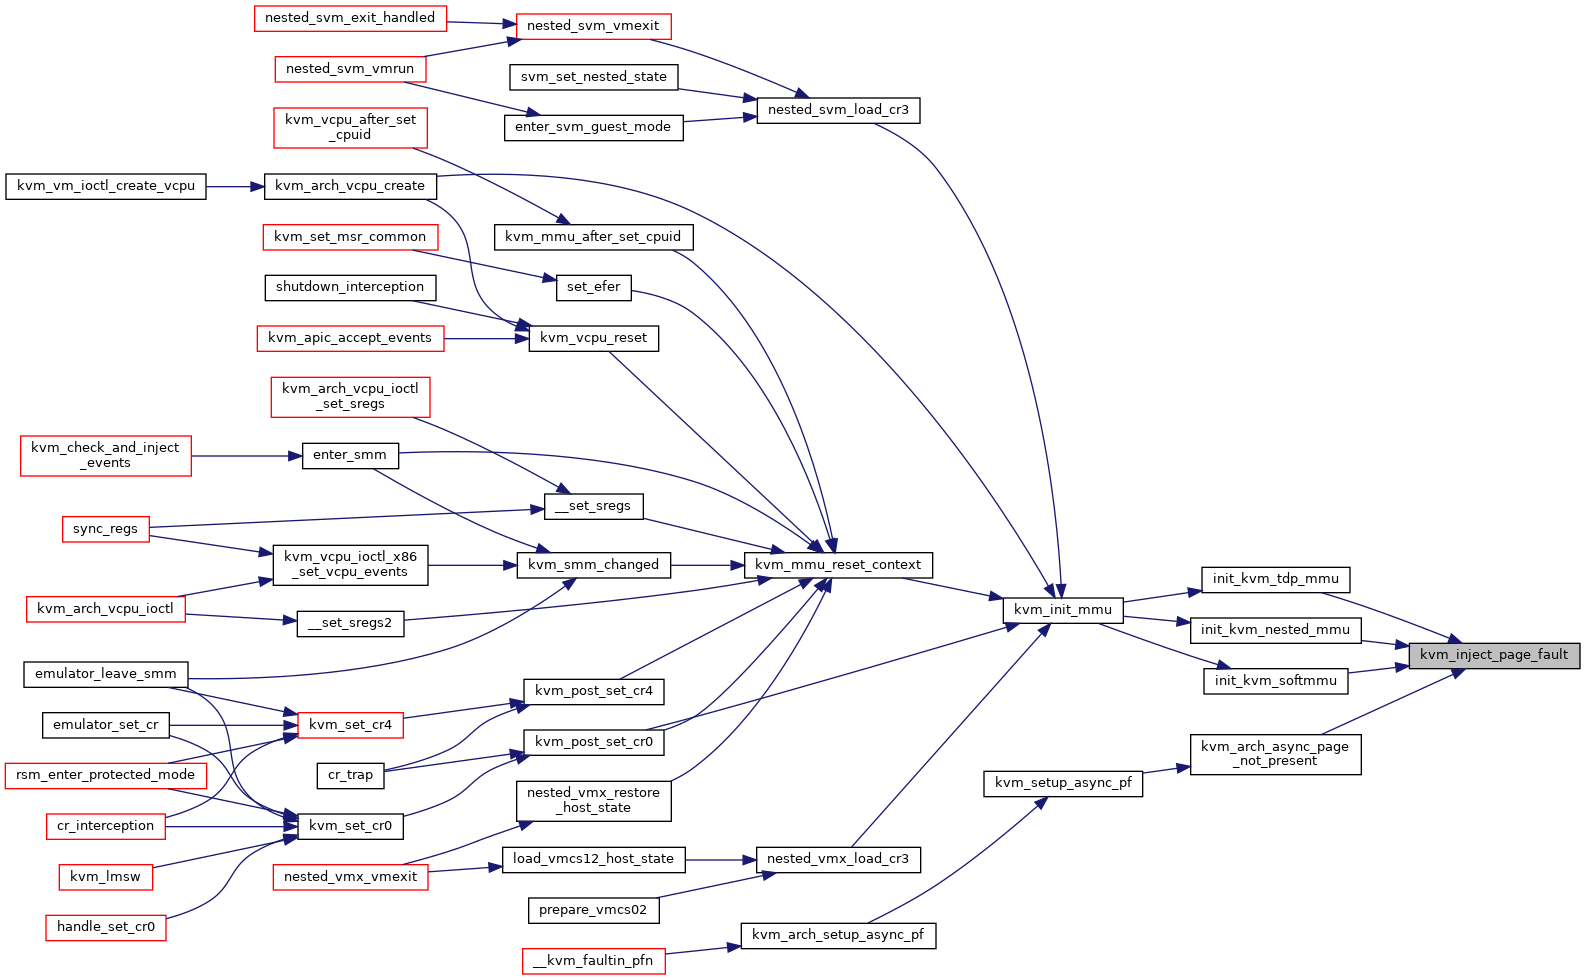 nested_svm_exit_handled
nested_svm_vmexit
nested_svm_vmrun
svm_set_nested_state
nested_svm_load_cr3
kvm_vcpu_after_set
_cpuid
enter_svm_guest_mode
kvm_vm_ioctl_create_vcpu
kvm_arch_vcpu_create
kvm_set_msr_common
kvm_mmu_after_set_cpuid
shutdown_interception
set_efer
kvm_apic_accept_events
kvm_vcpu_reset
kvm_arch_vcpu_ioctl
_set_sregs
kvm_check_and_inject
_events
enter_smm
__set_sregs
sync_regs
kvm_vcpu_ioctl_x86
_set_vcpu_events
kvm_smm_changed
kvm_mmu_reset_context
init_kvm_tdp_mmu
kvm_arch_vcpu_ioctl
__set_sregs2
kvm_init_mmu
init_kvm_nested_mmu
kvm_inject_page_fault
emulator_leave_smm
kvm_post_set_cr4
init_kvm_softmmu
emulator_set_cr
kvm_set_cr4
kvm_post_set_cr0
kvm_arch_async_page
_not_present
rsm_enter_protected_mode
cr_trap
kvm_setup_async_pf
nested_vmx_restore
_host_state
cr_interception
kvm_set_cr0
load_vmcs12_host_state
nested_vmx_load_cr3
kvm_lmsw
nested_vmx_vmexit
prepare_vmcs02
handle_set_cr0
kvm_arch_setup_async_pf
__kvm_faultin_pfn